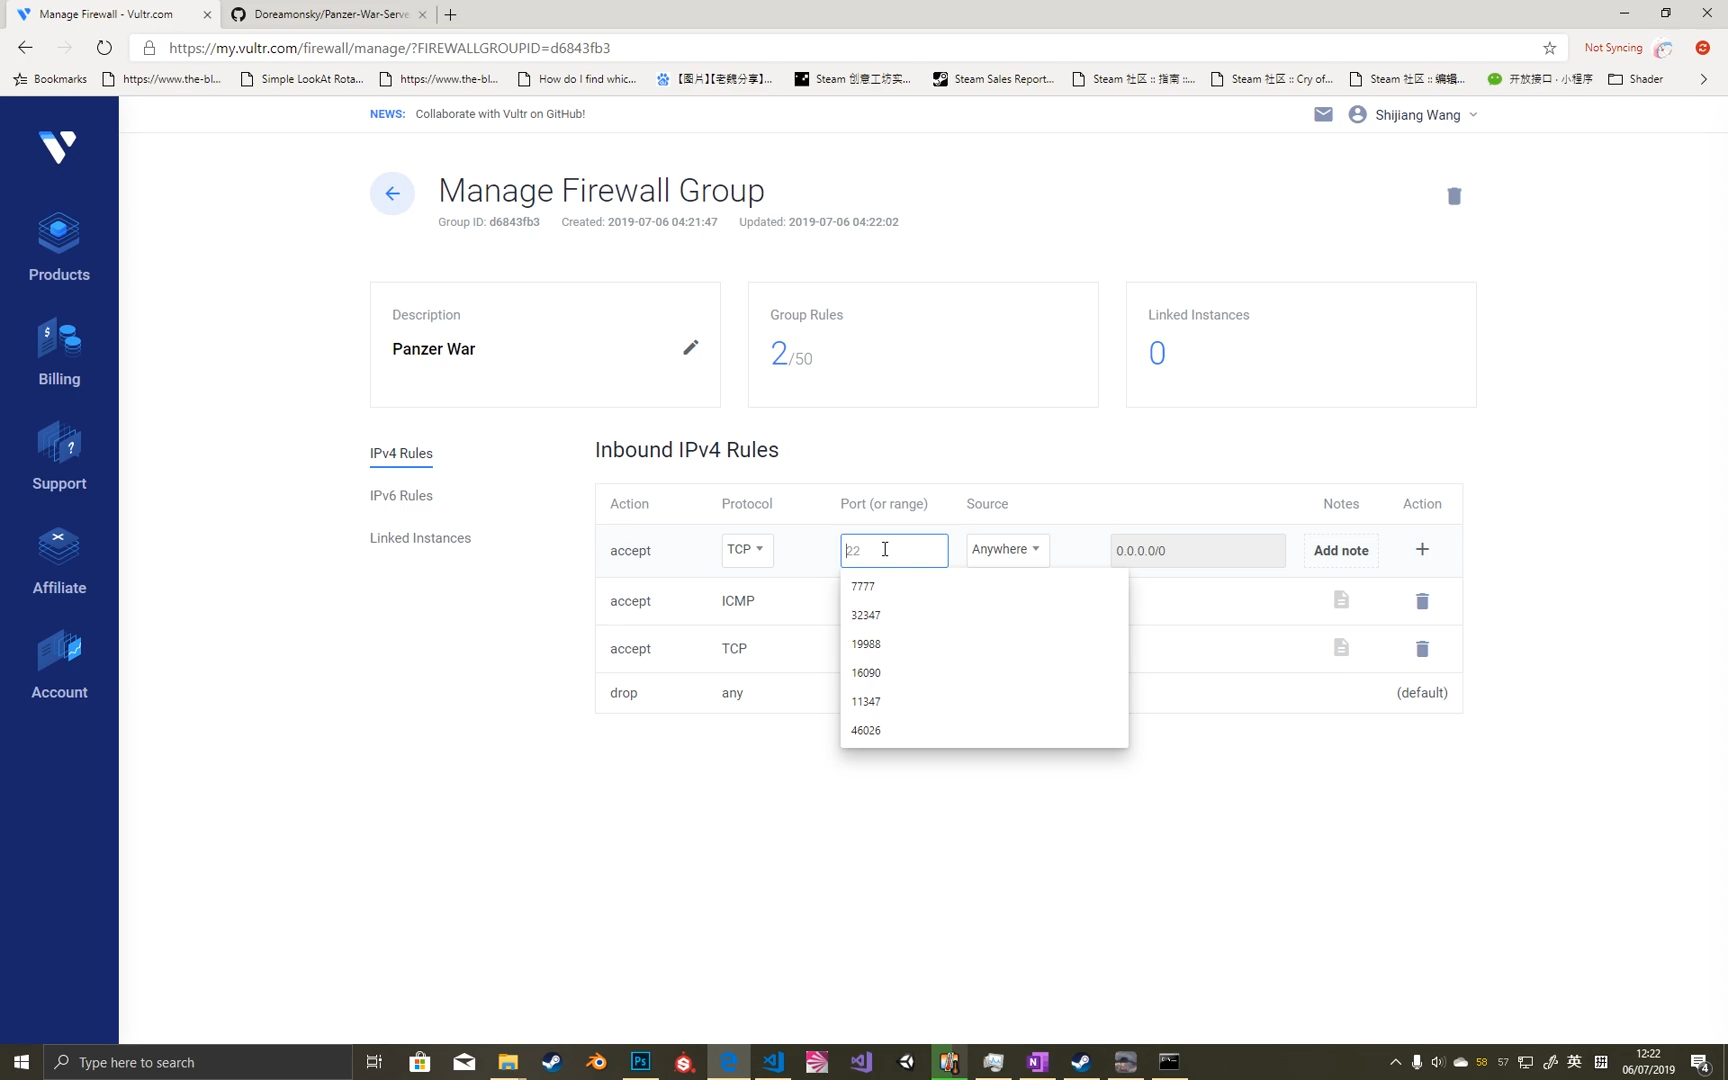 Manage Firewall - Vultr.com
Doreamonsky/Panzer-War-Serve
https://my.vultr.com/firewall/manage/?FIREWALLGROUPID=d6843fb3
Not Syncing
Bookmarks
https://www.the-bl...
Simple LookAt Rota...
https://www.the-bl...
How do I find whic...
【图片】【老魏分享】...
Steam 创意工坊...
Steam Sales Report...
Steam 社区 :: 指南 ::...
Steam 社区 :: Cry of...
Steam 社区 :: 编辑...
开放接口 · 小程序
Shader
NEWS: Collaborate with Vultr on GitHub!
Shijiang Wang
Products
Billing
Support
Affiliate
Account
Manage Firewall Group
Group ID: d6843fb3 Created: 2019-07-06 04:21:47 Updated: 2019-07-06 04:22:02
Description
Panzer War
Group Rules
2/50
Linked Instances
0
IPv4 Rules
IPv6 Rules
Linked Instances
Inbound IPv4 Rules
Action Protocol Port (or range) Source Notes Action
accept TCP 22 Anywhere 0.0.0.0/0 Add note +
accept ICMP
accept TCP
drop any (default)
7777
32347
19988
16090
11347
46026
Type here to search
58 57 英
12:22
06/07/2019
4